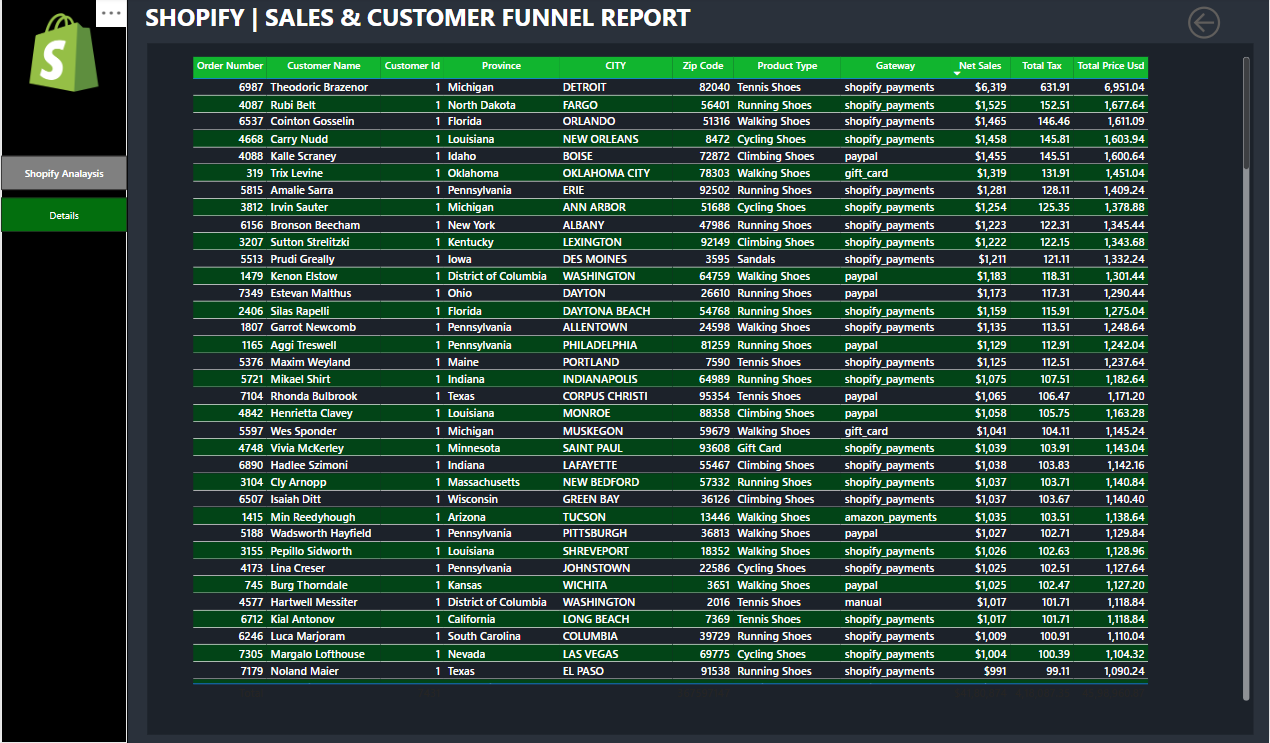 SHOPIFY | SALES & CUSTOMER FUNNEL REPORT
S
Shopify Analaysis
Details
Order Number Customer Name Customer Id Province CITY Zip Code Product Type Gateway Net Sales Total Tax Total Price Usd
6987 Theodoric Brazenor 1 Michigan DETROIT 82040 Tennis Shoes shopify_payments $6,319 631.91 6,951.04
4087 Rubi Belt 1 North Dakota FARGO 56401 Running Shoes shopify_payments $1,525 152.51 1,677.64
6537 Cointon Gosselin 1 Florida ORLANDO 51316 Walking Shoes shopify_payments $1,465 146.46 1,611.09
4668 Carry Nudd 1 Louisiana NEW ORLEANS 8472 Cycling Shoes shopify_payments $1,458 145.81 1,603.94
4088 Kalle Scraney 1 Idaho BOISE 72872 Climbing Shoes paypal $1,455 145.51 1,600.64
319 Trix Levine 1 Oklahoma OKLAHOMA CITY 78303 Walking Shoes gift_card $1,319 131.91 1,451.04
5815 Amalie Sarra 1 Pennsylvania ERIE 92502 Running Shoes shopify_payments $1,281 128.11 1,409.24
3812 Irvin Sauter 1 Michigan ANN ARBOR 51688 Cycling Shoes shopify_payments $1,254 125.35 1,378.88
6156 Bronson Beecham 1 New York ALBANY 47986 Running Shoes shopify_payments $1,223 122.31 1,345.44
3207 Sutton Strelitzki 1 Kentucky LEXINGTON 92149 Climbing Shoes shopify_payments $1,222 122.15 1,343.68
5513 Prudi Greally 1 Iowa DES MOINES 3595 Sandals shopify_payments $1,211 121.11 1,332.24
1479 Kenon Elstow 1 District of Columbia WASHINGTON 64759 Walking Shoes paypal $1,183 118.31 1,301.44
7349 Estevan Malthus 1 Ohio DAYTON 26610 Running Shoes paypal $1,173 117.31 1,290.44
2406 Silas Rapelli 1 Florida DAYTONA BEACH 54768 Running Shoes shopify_payments $1,159 115.91 1,275.04
1807 Garrot Newcomb 1 Pennsylvania ALLENTOWN 24598 Walking Shoes shopify_payments $1,135 113.51 1,248.64
1165 Aggi Treswell 1 Pennsylvania PHILADELPHIA 81259 Running Shoes paypal $1,129 112.91 1,242.04
5376 Maxim Weyland 1 Maine PORTLAND 7590 Tennis Shoes shopify_payments $1,125 112.51 1,237.64
5721 Mikael Shirt 1 Indiana INDIANAPOLIS 64989 Running Shoes shopify_payments $1,075 107.51 1,182.64
7104 Rhonda Bulbrook 1 Texas CORPUS CHRISTI 95354 Tennis Shoes paypal $1,065 106.47 1,171.20
4842 Henrietta Clavey 1 Louisiana MONROE 88358 Climbing Shoes paypal $1,058 105.75 1,163.28
5597 Wes Sponder 1 Michigan MUSKEGON 59679 Walking Shoes gift_card $1,041 104.11 1,145.24
4748 Vivia McKerley 1 Minnesota SAINT PAUL 93608 Gift Card shopify_payments $1,039 103.91 1,143.04
6890 Hadlee Szimoni 1 Indiana LAFAYETTE 55467 Climbing Shoes shopify_payments $1,038 103.83 1,142.16
3104 Cly Arnopp 1 Massachusetts NEW BEDFORD 57332 Running Shoes shopify_payments $1,037 103.71 1,140.84
6507 Isaiah Ditt 1 Wisconsin GREEN BAY 36126 Climbing Shoes shopify_payments $1,037 103.67 1,140.40
1415 Min Reedyhough 1 Arizona TUCSON 13446 Walking Shoes amazon_payments $1,035 103.51 1,138.64
5188 Wadsworth Hayfield 1 Pennsylvania PITTSBURGH 36813 Walking Shoes paypal $1,027 102.71 1,129.84
3155 Pepillo Sidworth 1 Louisiana SHREVEPORT 18352 Walking Shoes shopify_payments $1,026 102.63 1,128.96
4173 Lina Creser 1 Pennsylvania JOHNSTOWN 22586 Cycling Shoes shopify_payments $1,025 102.51 1,127.64
745 Burg Thorndale 1 Kansas WICHITA 3651 Walking Shoes paypal $1,025 102.47 1,127.20
4577 Hartwell Messiter 1 District of Columbia WASHINGTON 2016 Tennis Shoes manual $1,017 101.71 1,118.84
6712 Kial Antonov 1 California LONG BEACH 7369 Tennis Shoes shopify_payments $1,017 101.71 1,118.84
6246 Luca Marjoram 1 South Carolina COLUMBIA 39729 Running Shoes shopify_payments $1,009 100.91 1,110.04
7305 Margalo Lofthouse 1 Nevada LAS VEGAS 69775 Cycling Shoes shopify_payments $1,004 100.39 1,104.32
7179 Noland Maier 1 Texas EL PASO 91538 Running Shoes shopify_payments $991 99.11 1,090.24